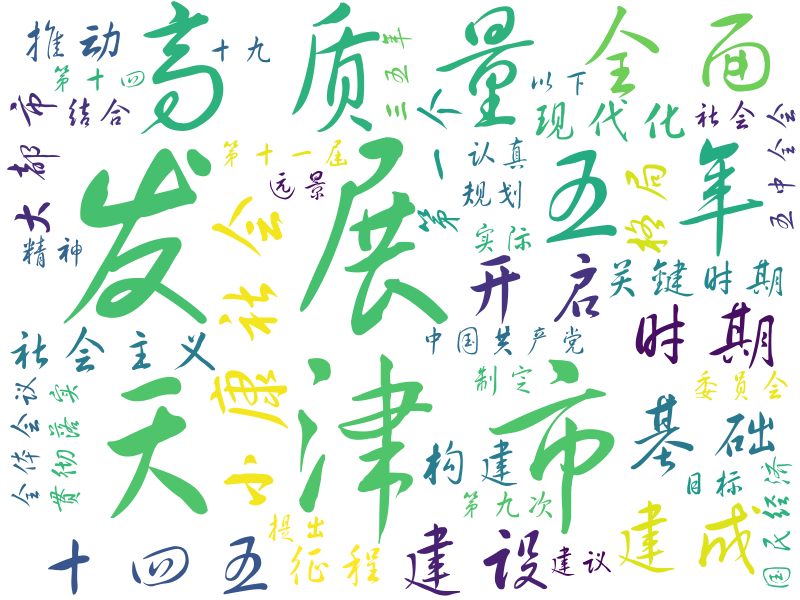 推动
高质量
十九
三五年
全面
第十四
以下
一个
现代化
社会
结合
大都市
第十一届
远景
认真
规划
实际
第一
五年
格局
五中全会
发展
社会
精神
开启
关键时期
时期
社会主义
中国共产党
制定
委员会
小康社会
天津市
全体会议
贯彻落实
基础
构建
目标
第九次
国民经济
提出
征程
十四五
建设
建议
建成